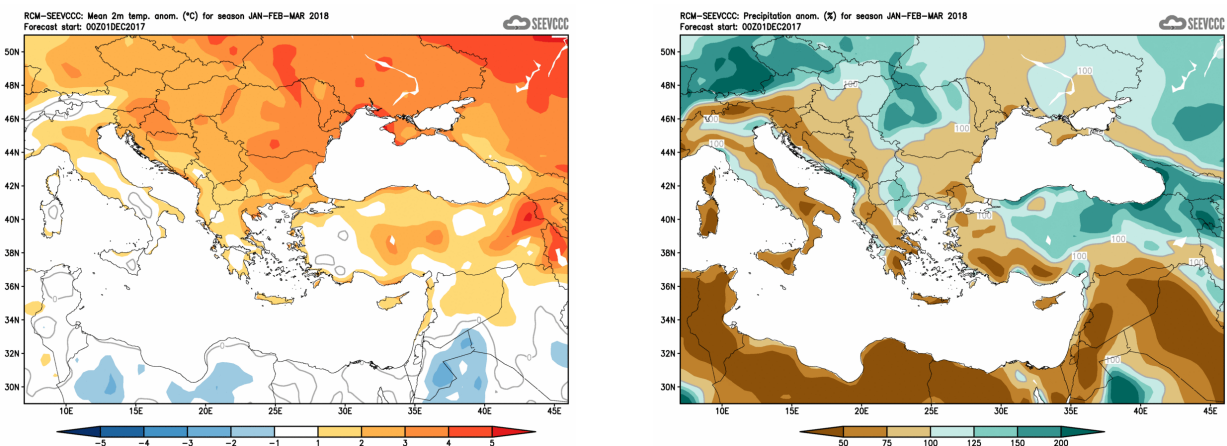 RCM-SEEVCCC: Mean 2m temp. anom. (°C) for season JAN-FEB-MAR 2018
Forecast start: 00Z01DEC2017
SEEVCCC
50N
48N
46N
44N
42N
40N
38N
36N
34N
32N
30N
10E 15E 20E 25E 30E 35E 40E 45E
-5 -4 -3 -2 -1 1 2 3 4 5
RCM-SEEVCCC: Precipitation anom. (%) for season JAN-FEB-MAR 2018
Forecast start: 00Z01DEC2017
SEEVCCC
50N
48N
46N
44N
42N
40N
38N
36N
34N
32N
30N
100
100
100
100
100
100
100
100
100
100
10E 15E 20E 25E 30E 35E 40E 45E
50 75 100 125 150 200